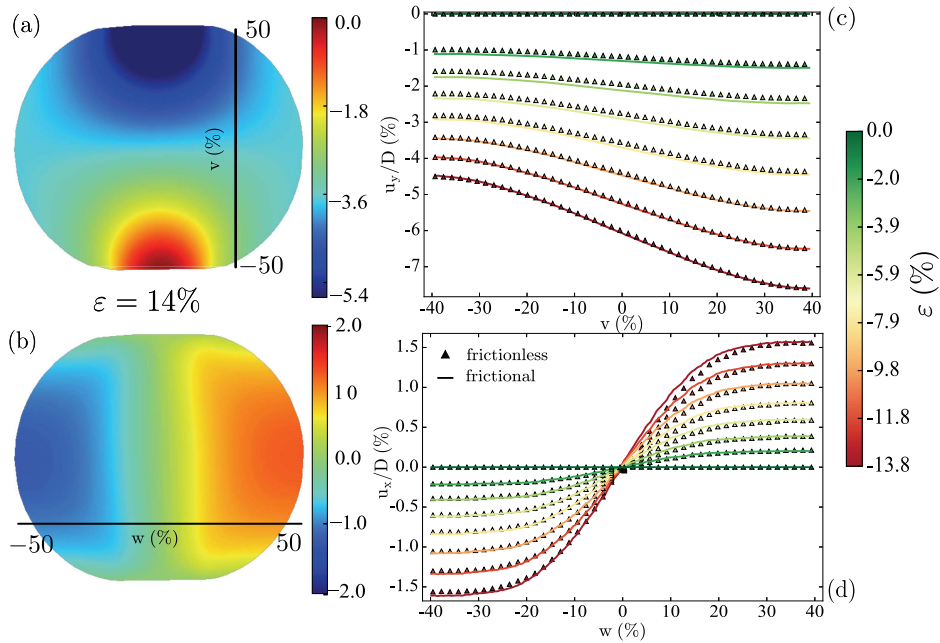 (a)
50
v (%)
−50
0.0
−1.8
−3.6
−5.4
ε = 14%
(b)
−50
w (%)
50
2.0
1.0
0.0
−1.0
−2.0
(c)
0
-1
-2
-3
-4
-5
-6
-7
u_y/D (%)
-40 -30 -20 -10 0 10 20 30 40
v (%)
frictionless
frictional
1.5
1.0
0.5
0.0
-0.5
-1.0
-1.5
u_x/D (%)
-40 -30 -20 -10 0 10 20 30 40
w (%)
(d)
0.0
-2.0
-3.9
-5.9
-7.9
-9.8
-11.8
-13.8
ε (%)